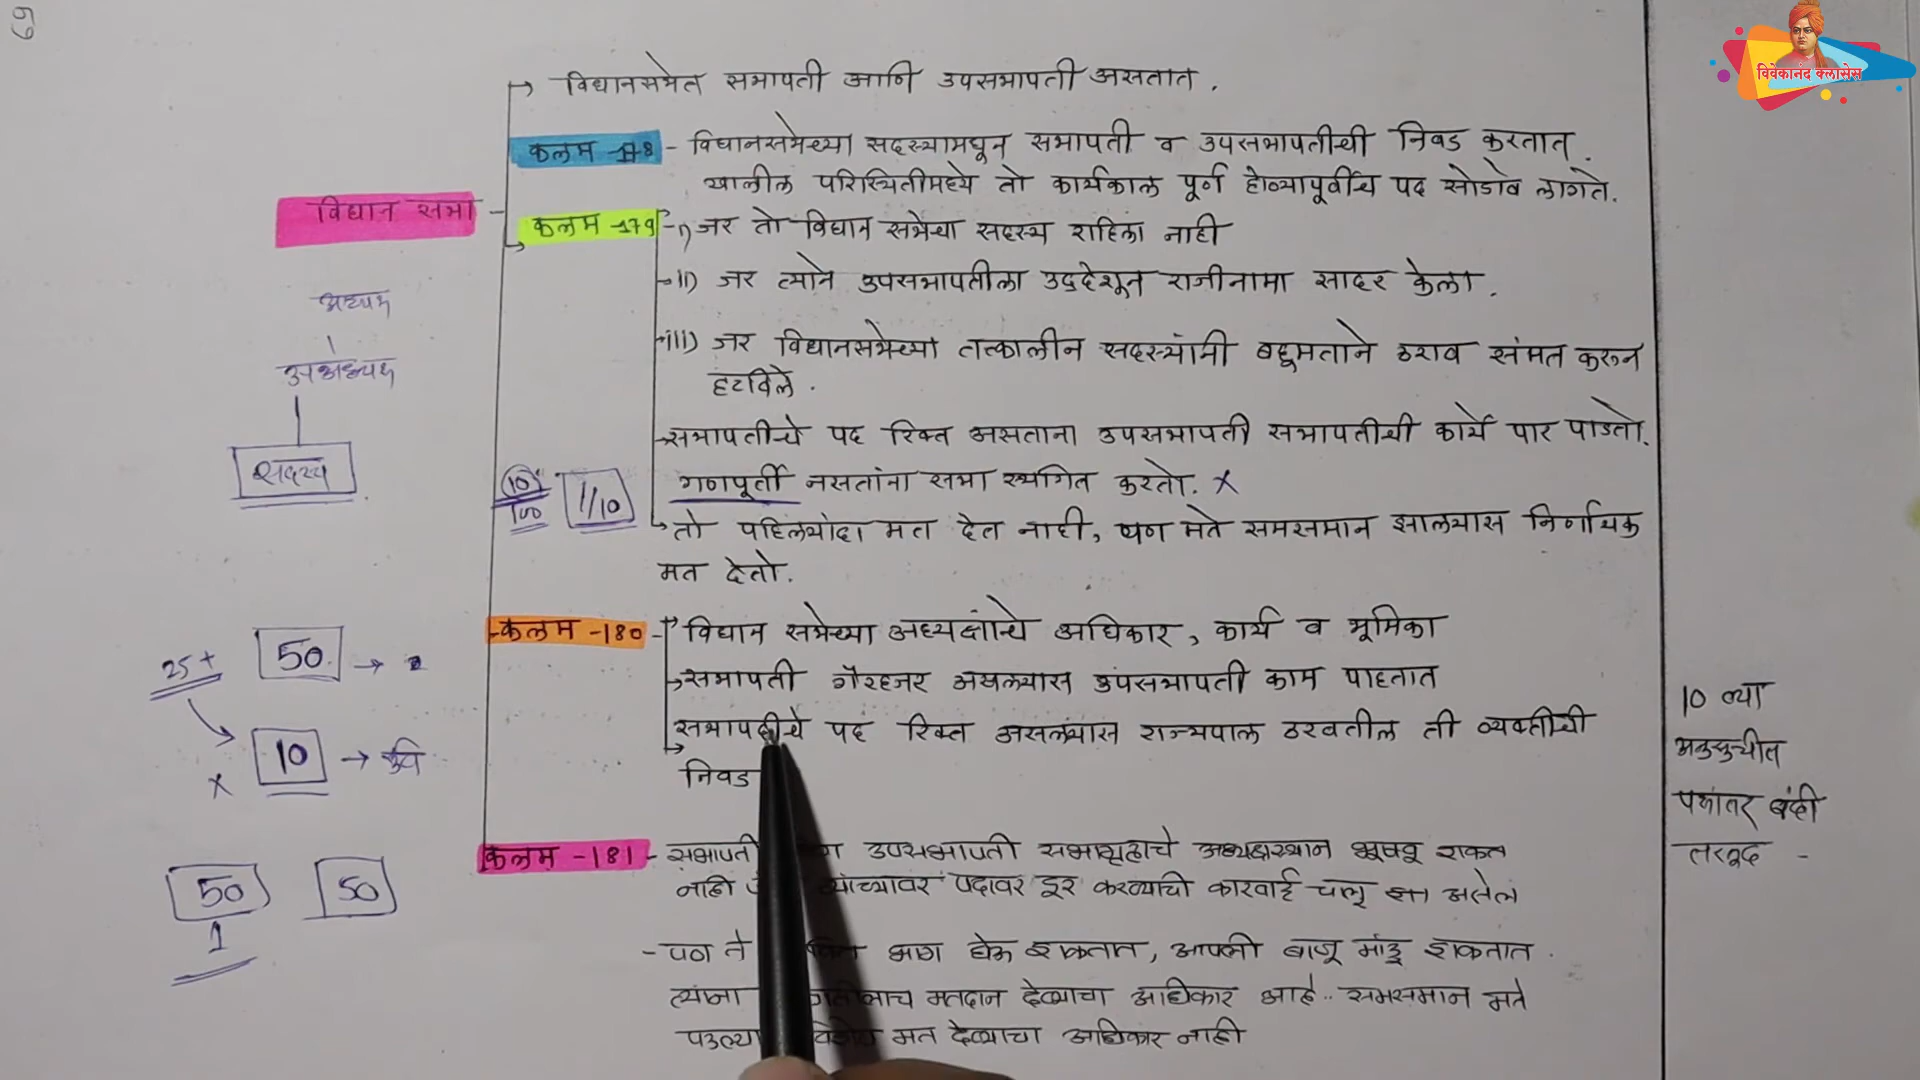 विवेकानंद क्लासेस
विधानसभेत सभापती आणि उपसभापती असतात.
कलम -178 - विधानसभेच्या सदस्यामधून सभापती व उपसभापतीची निवड करतात.
खालील परिस्थितीमध्ये तो कार्यकाल पूर्ण होण्यापूर्वीच पद सोडावे लागते.
विधान सभा
कलम -179 - i) जर तो विधान सभेचा सदस्य राहिला नाही
ii) जर त्याने उपसभापतीला उद्देशून राजीनामा सादर केला.
अध्यक्ष
iii) जर विधानसभेच्या तत्कालीन सदस्यांनी बहुमताने ठराव संमत करून
उपअध्यक्ष
हटविले.
सभापतीचे पद रिक्त असताना उपसभापती सभापतीची कार्य पार पाडतो.
सदस्य
10 1/10 गणपूर्ती नसतांना सभा स्थगित करतो. x
100
तो पहिल्यांदा मत देत नाही, पण मते समसमान झाल्यास निर्णायक
मत देतो.
कलम -180 - विधान सभेच्या अध्यक्षांचे अधिकार, कार्य व भूमिका
25+ 50 →
सभापती गैरहजर असल्यास उपसभापती काम पाहतात
सभापतीचे पद रिक्त असल्यास राज्यपाल ठरवतील ती व्यक्तीची
x 10 →
निवड
10 व्या
अनुसुचीत
पक्षांतर बंदी
तरतूद -
कलम -181 - सभापती उपसभापती सभागृहाचे अध्यक्षस्थान भूषवू शकत
50 50
नाही त्यांच्यावर पदावर दूर करण्याची कारवाई चालू असेल
1
- पण ते भाग घेऊ शकतात, आपली बाजू मांडू शकतात.
त्यांना मतदान देण्याचा अधिकार आहे.. समसमान मते
पडल्या मत देण्याचा अधिकार नाही